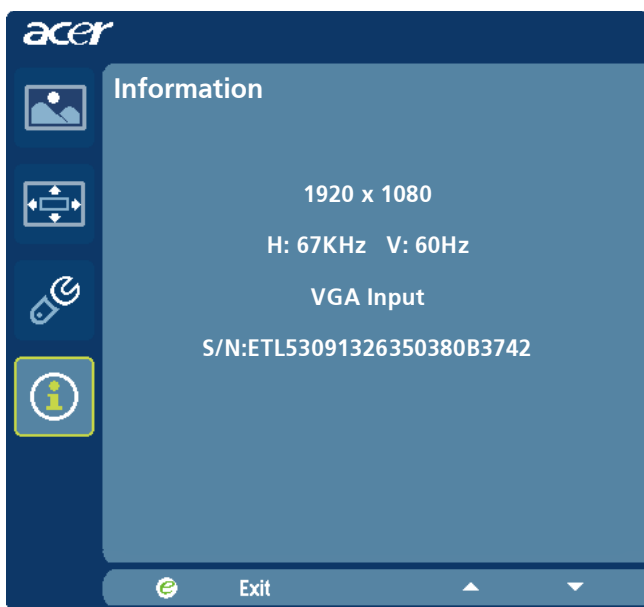 acer
Information
1920 x 1080
H: 67KHz V: 60Hz
VGA Input
S/N:ETL53091326350380B3742
e Exit